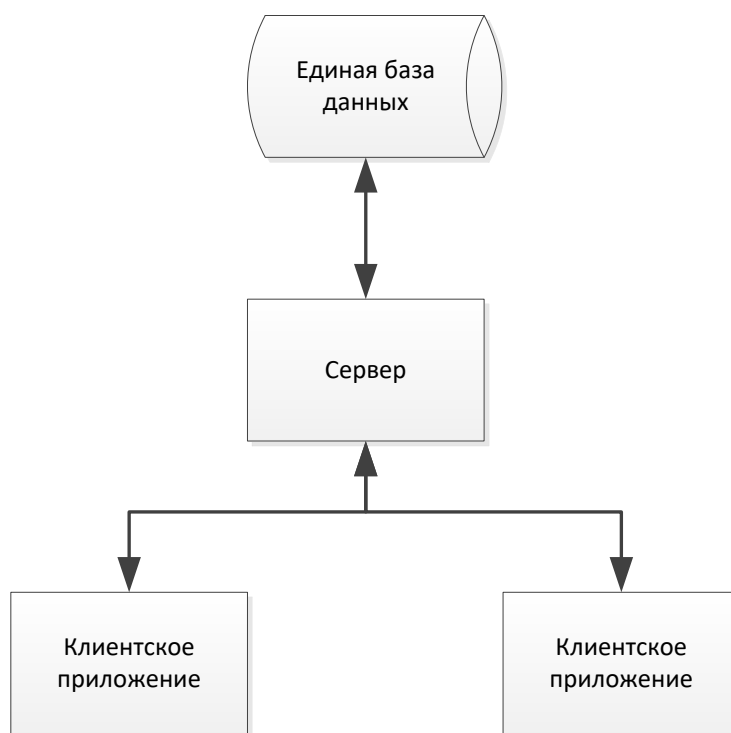 Единая база
данных
Сервер
Клиентское
приложение
Клиентское
приложение